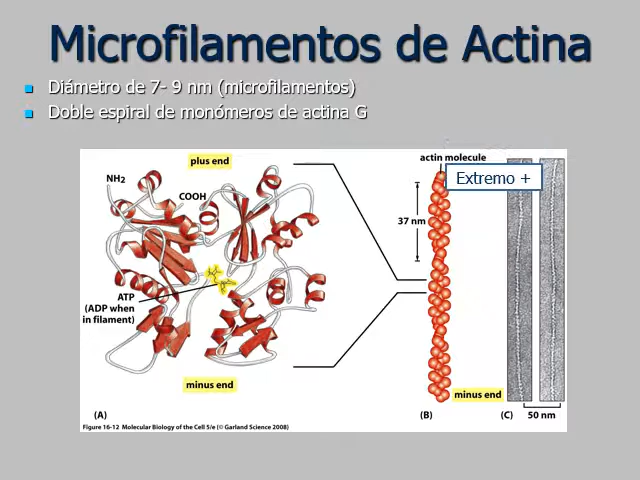 Microfilamentos de Actina
Diámetro de 7- 9 nm (microfilamentos)
Doble espiral de monómeros de actina G
plus end
NH2
COOH
ATP
(ADP when
in filament)
minus end
(A)
actin molecule
Extremo +
37 nm
minus end
(B)
(C)
50 nm
Figure 16-12 Molecular Biology of the Cell 5/e (© Garland Science 2008)